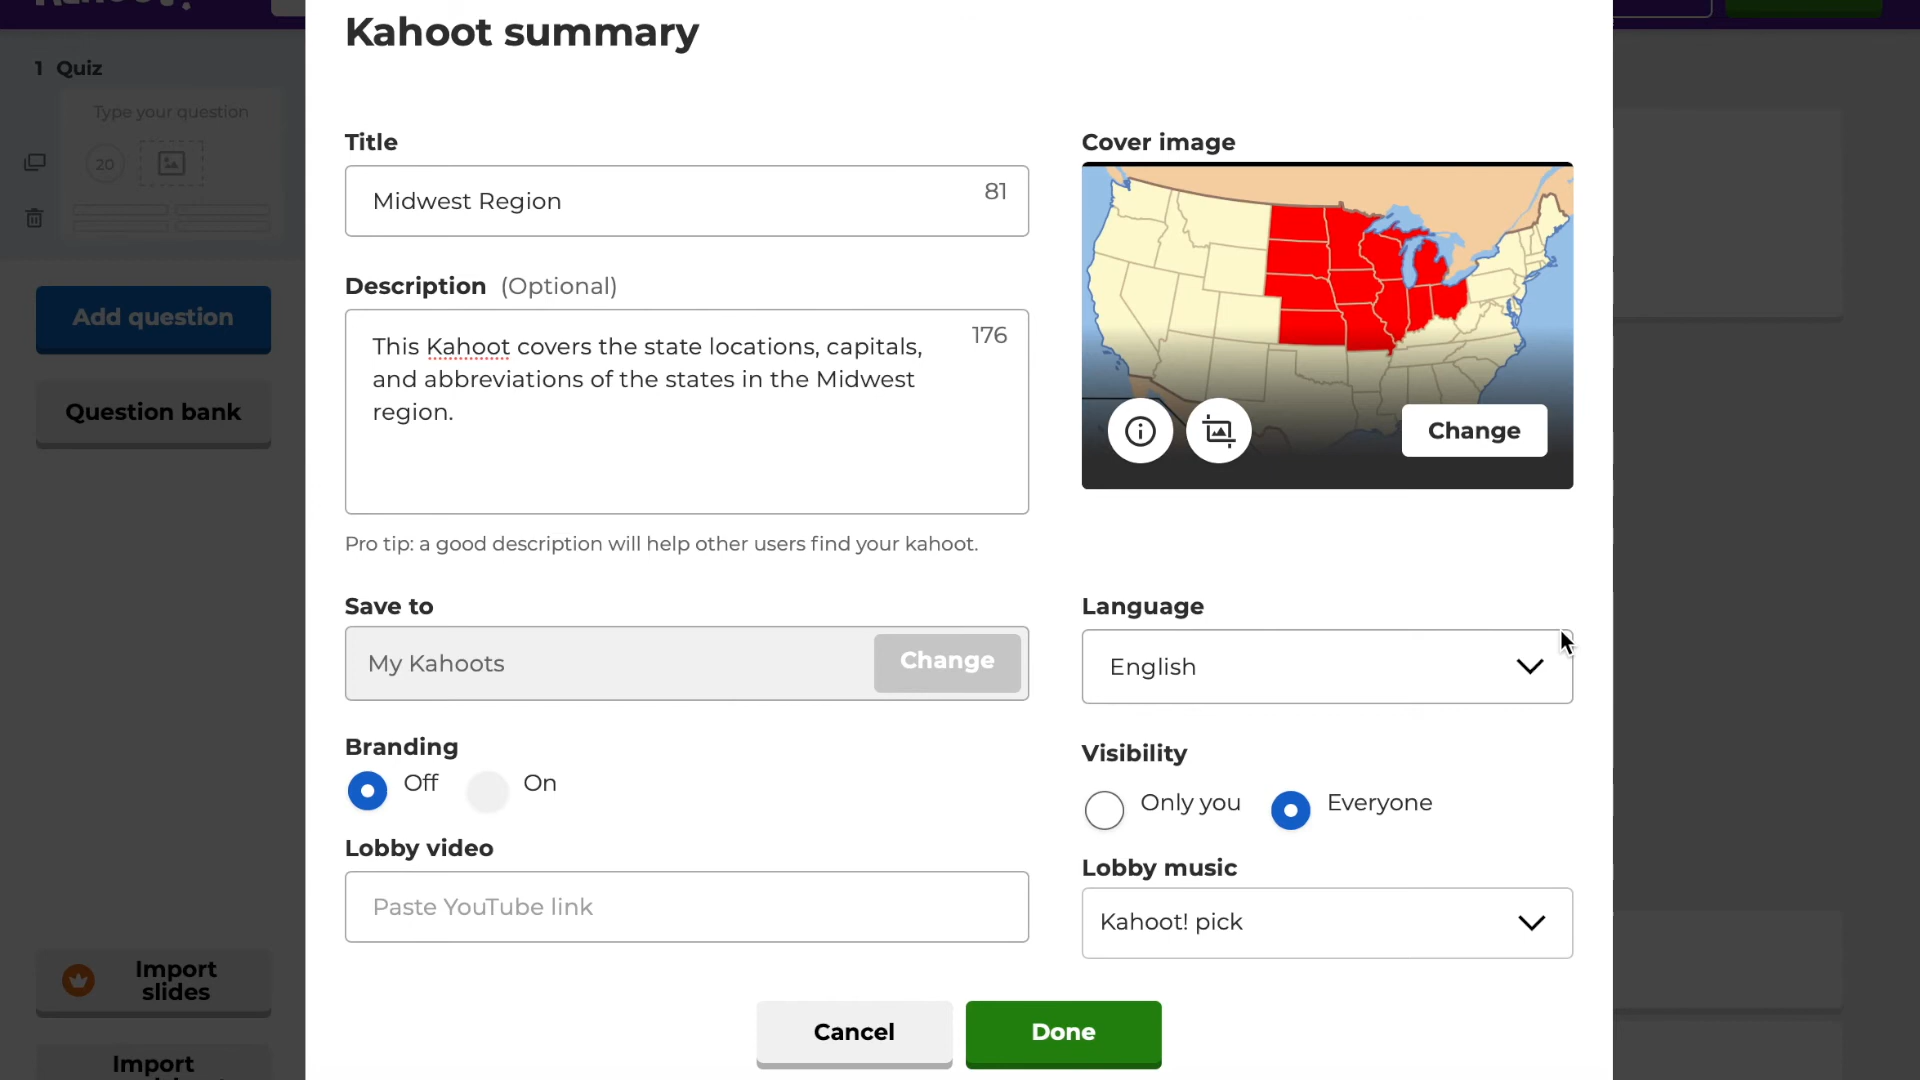 Kahoot summary
1 Quiz
Type your question
20
Add question
Question bank
Import
slides
Import
Title
Midwest Region
81
Description (Optional)
This Kahoot covers the state locations, capitals,
and abbreviations of the states in the Midwest
region.
176
Pro tip: a good description will help other users find your kahoot.
Save to
My Kahoots
Change
Branding
Off
On
Lobby video
Paste YouTube link
Cover image
Change
Language
English
Visibility
Only you
Everyone
Lobby music
Kahoot! pick
Cancel
Done